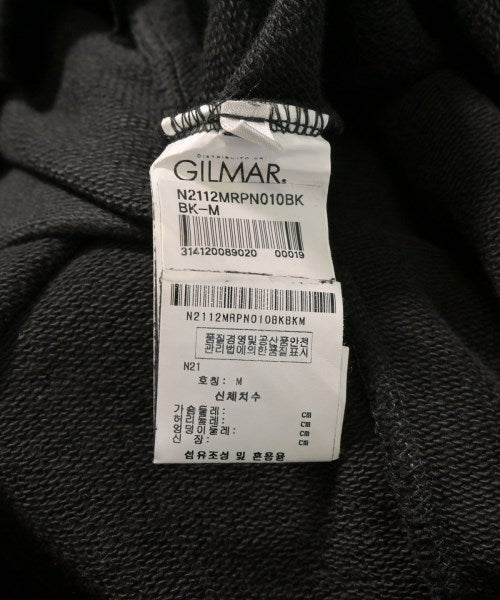 DISTRIBUITO DA
GILMAR®
N2112MRPN010BK
BK-M
314120089020 00019
N2112MRPN010BKBKM
품질경영및공산품안전
관리법에의한품질표시
N21
호칭: M
신체치수
가슴둘레: cm
허리둘레: cm
엉덩이둘레: cm
신 장: cm
섬유조성 및 혼용율